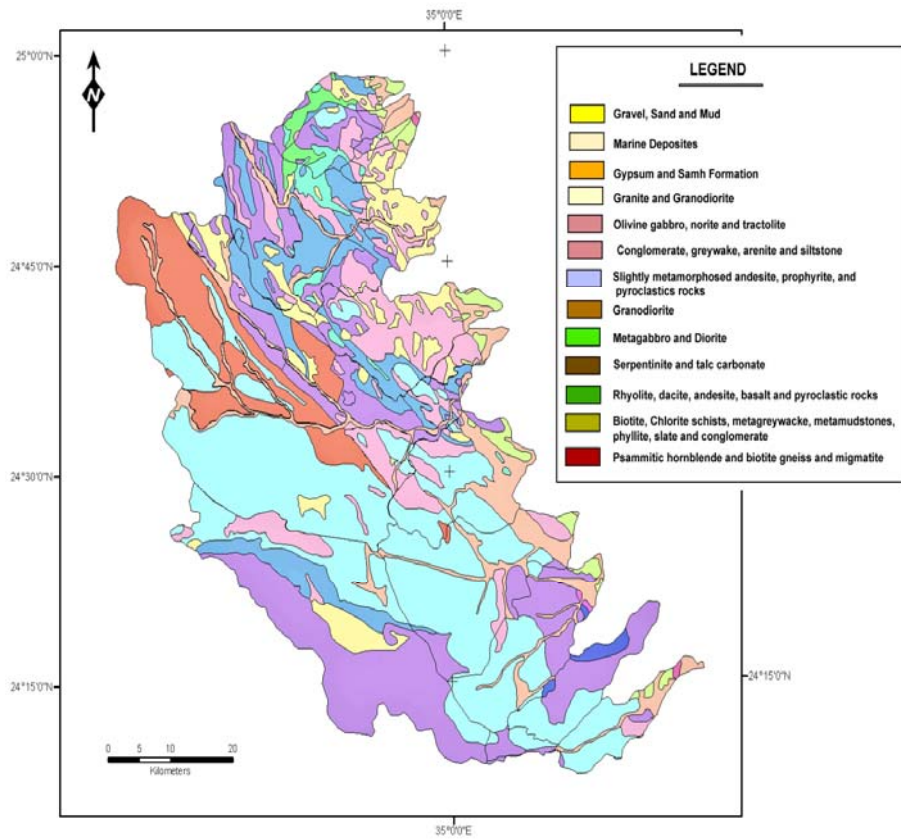 35°0'0"E
25°0'0"N
N
LEGEND
Gravel, Sand and Mud
Marine Deposites
Gypsum and Samh Formation
Granite and Granodiorite
Olivine gabbro, norite and tractolite
Conglomerate, greywake, arenite and siltstone
Slightly metamorphosed andesite, prophyrite, and
pyroclastics rocks
Granodiorite
Metagabbro and Diorite
Serpentinite and talc carbonate
Rhyolite, dacite, andesite, basalt and pyroclastic rocks
Biotite, Chlorite schists, metagreywacke, metamudstones,
phyllite, slate and conglomerate
Psammitic hornblende and biotite gneiss and migmatite
24°45'0"N
24°30'0"N
24°15'0"N
24°15'0"N
0 5 10 20
Kilometers
35°0'0"E